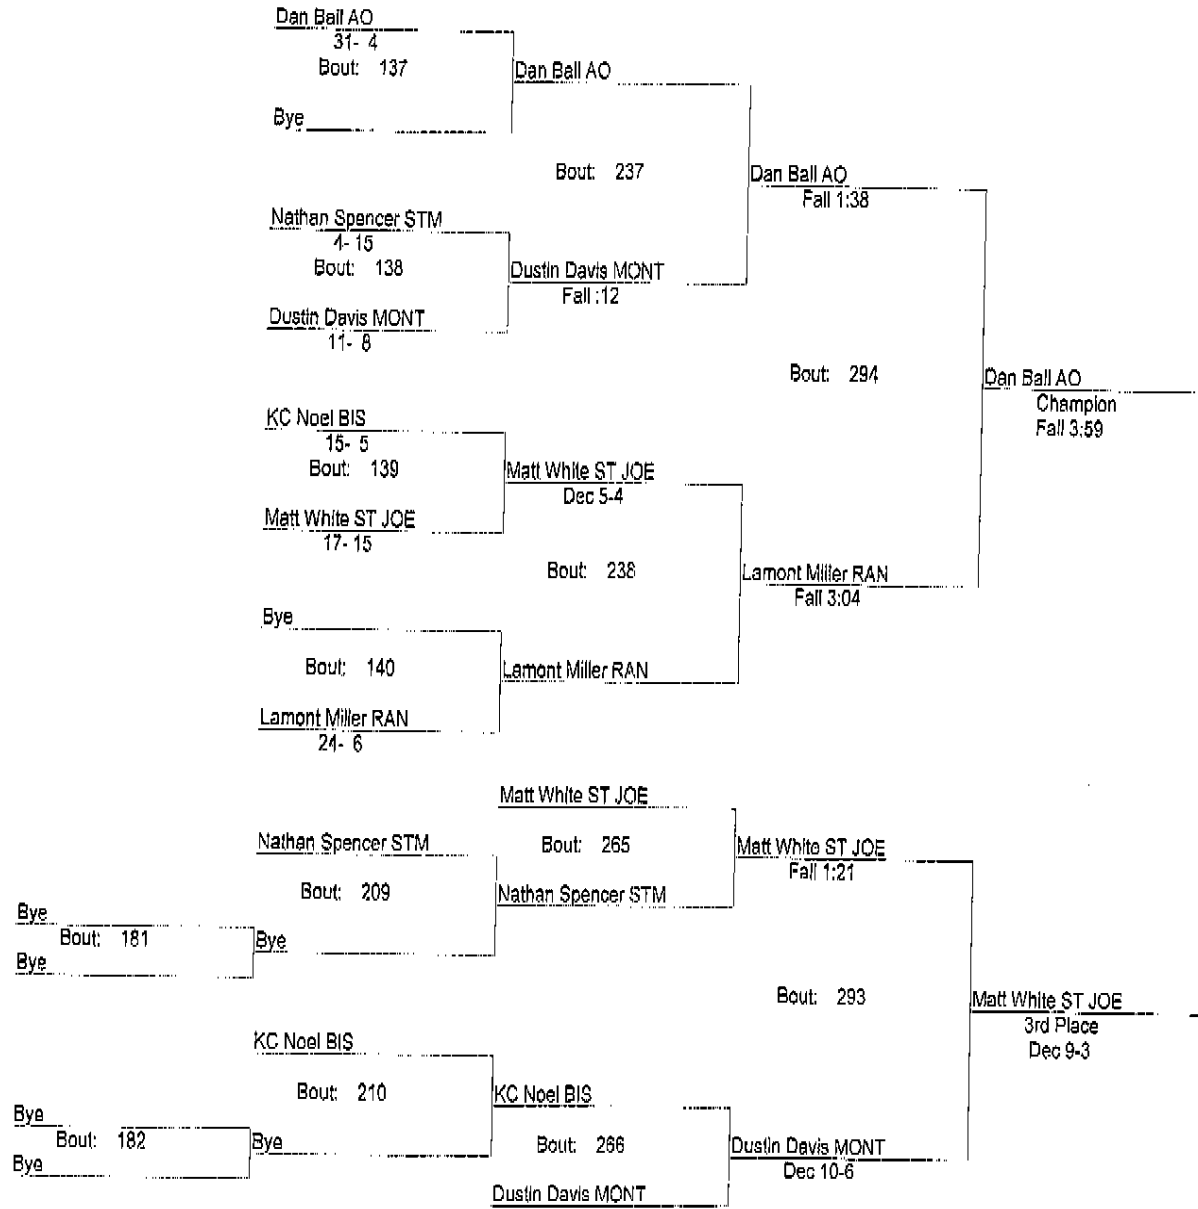 Dan Ball AO
31- 4
Bout: 137
Dan Ball AO
Bye
Bout: 237
Dan Ball AO
Fall 1:38
Nathan Spencer STM
4- 15
Bout: 138
Dustin Davis MONT
Fall :12
Dustin Davis MONT
11- 8
Bout: 294
Dan Ball AO
Champion
Fall 3:59
KC Noel BIS
15- 5
Bout: 139
Matt White ST JOE
Dec 5-4
Matt White ST JOE
17- 15
Bout: 238
Lamont Miller RAN
Fall 3:04
Bye
Bout: 140
Lamont Miller RAN
Lamont Miller RAN
24- 6
Matt White ST JOE
Nathan Spencer STM
Bout: 265
Matt White ST JOE
Fall 1:21
Bout: 209
Nathan Spencer STM
Bye
Bout: 181
Bye
Bye
Bout: 293
Matt White ST JOE
3rd Place
Dec 9-3
KC Noel BIS
Bout: 210
KC Noel BIS
Bye
Bout: 182
Bye
Bye
Bout: 266
Dustin Davis MONT
Dec 10-6
Dustin Davis MONT